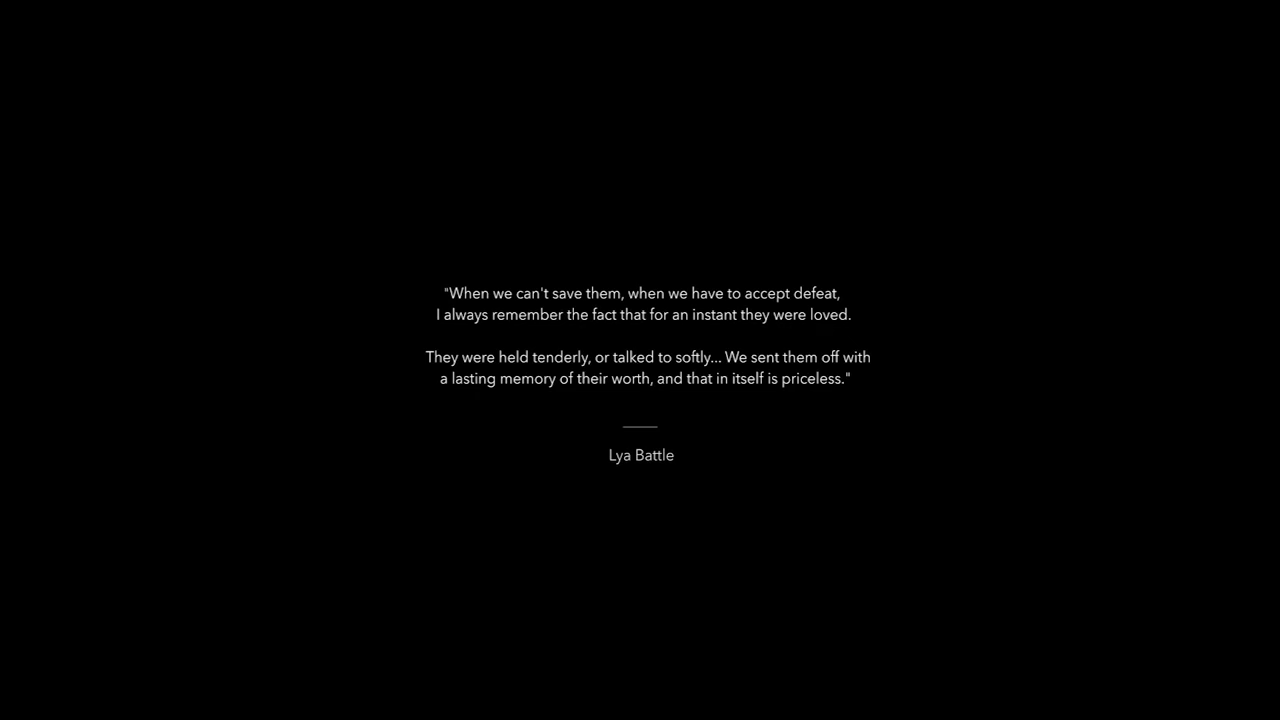 "When we can't save them, when we have to accept defeat,
I always remember the fact that for an instant they were loved.
They were held tenderly, or talked to softly... We sent them off with
a lasting memory of their worth, and that in itself is priceless."
Lya Battle